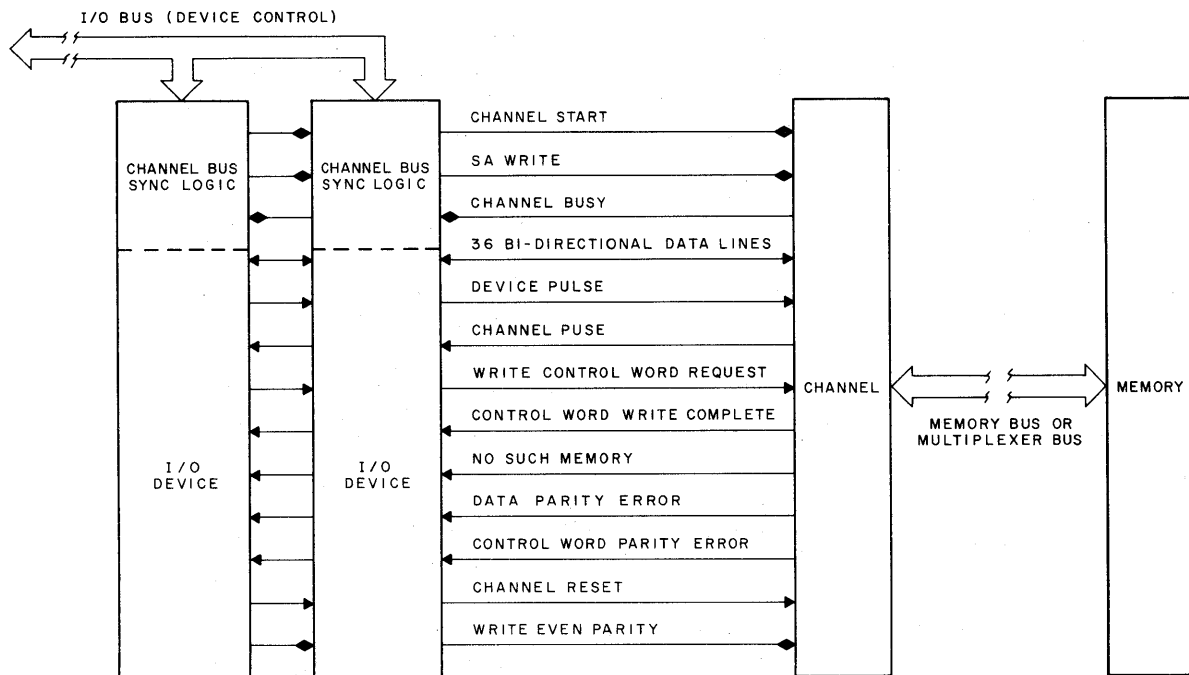 I/O BUS (DEVICE CONTROL)
CHANNEL BUS
SYNC LOGIC
CHANNEL BUS
SYNC LOGIC
CHANNEL START
SA WRITE
CHANNEL BUSY
36 BI-DIRECTIONAL DATA LINES
DEVICE PULSE
CHANNEL PUSE
WRITE CONTROL WORD REQUEST
CONTROL WORD WRITE COMPLETE
NO SUCH MEMORY
DATA PARITY ERROR
CONTROL WORD PARITY ERROR
CHANNEL RESET
WRITE EVEN PARITY
I/O
DEVICE
I/O
DEVICE
CHANNEL
MEMORY BUS OR
MULTIPLEXER BUS
MEMORY